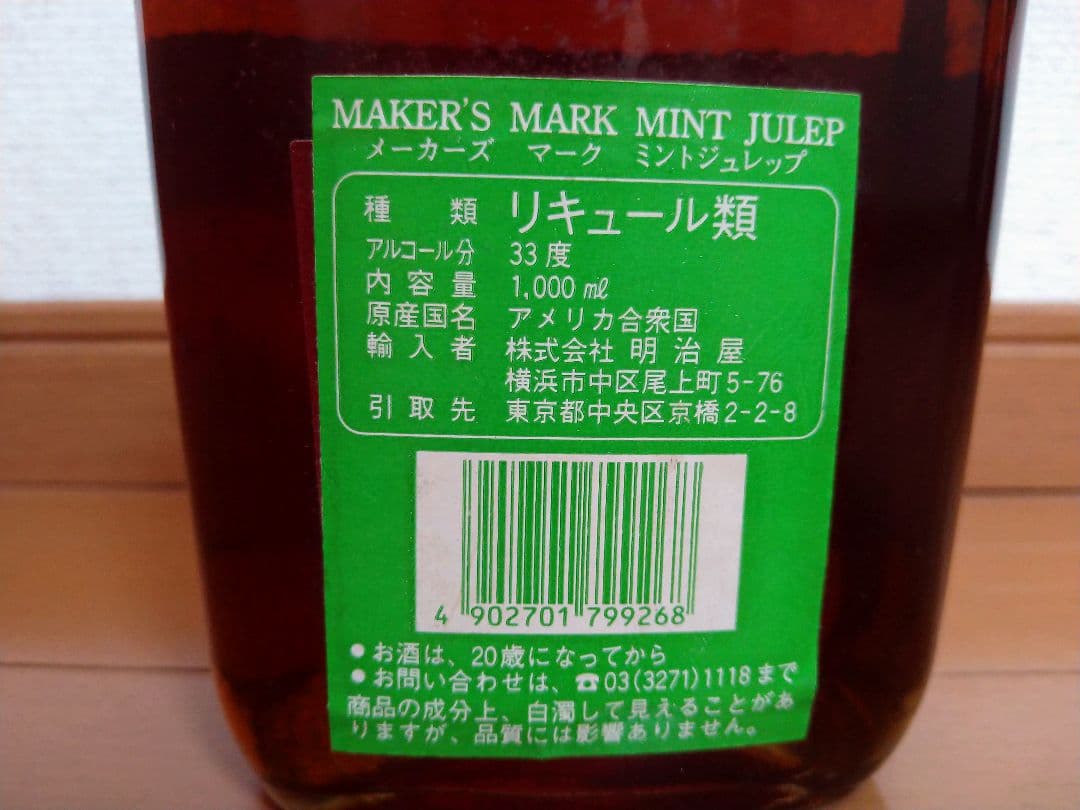 MAKER'S MARK MINT JULEP
メーカーズ マーク ミントジュレップ
種類 リキュール類
アルコール分 33度
内容量 1,000㎖
原産国名 アメリカ合衆国
輸入者 株式会社 明治屋
横浜市中区尾上町5-76
引取先 東京都中央区京橋2-2-8
4 902701 799268
●お酒は、20歳になってから
●お問い合わせは、☎03(3271)1118まで
商品の成分上、白濁して見えることがあ
りますが、品質には影響ありません。